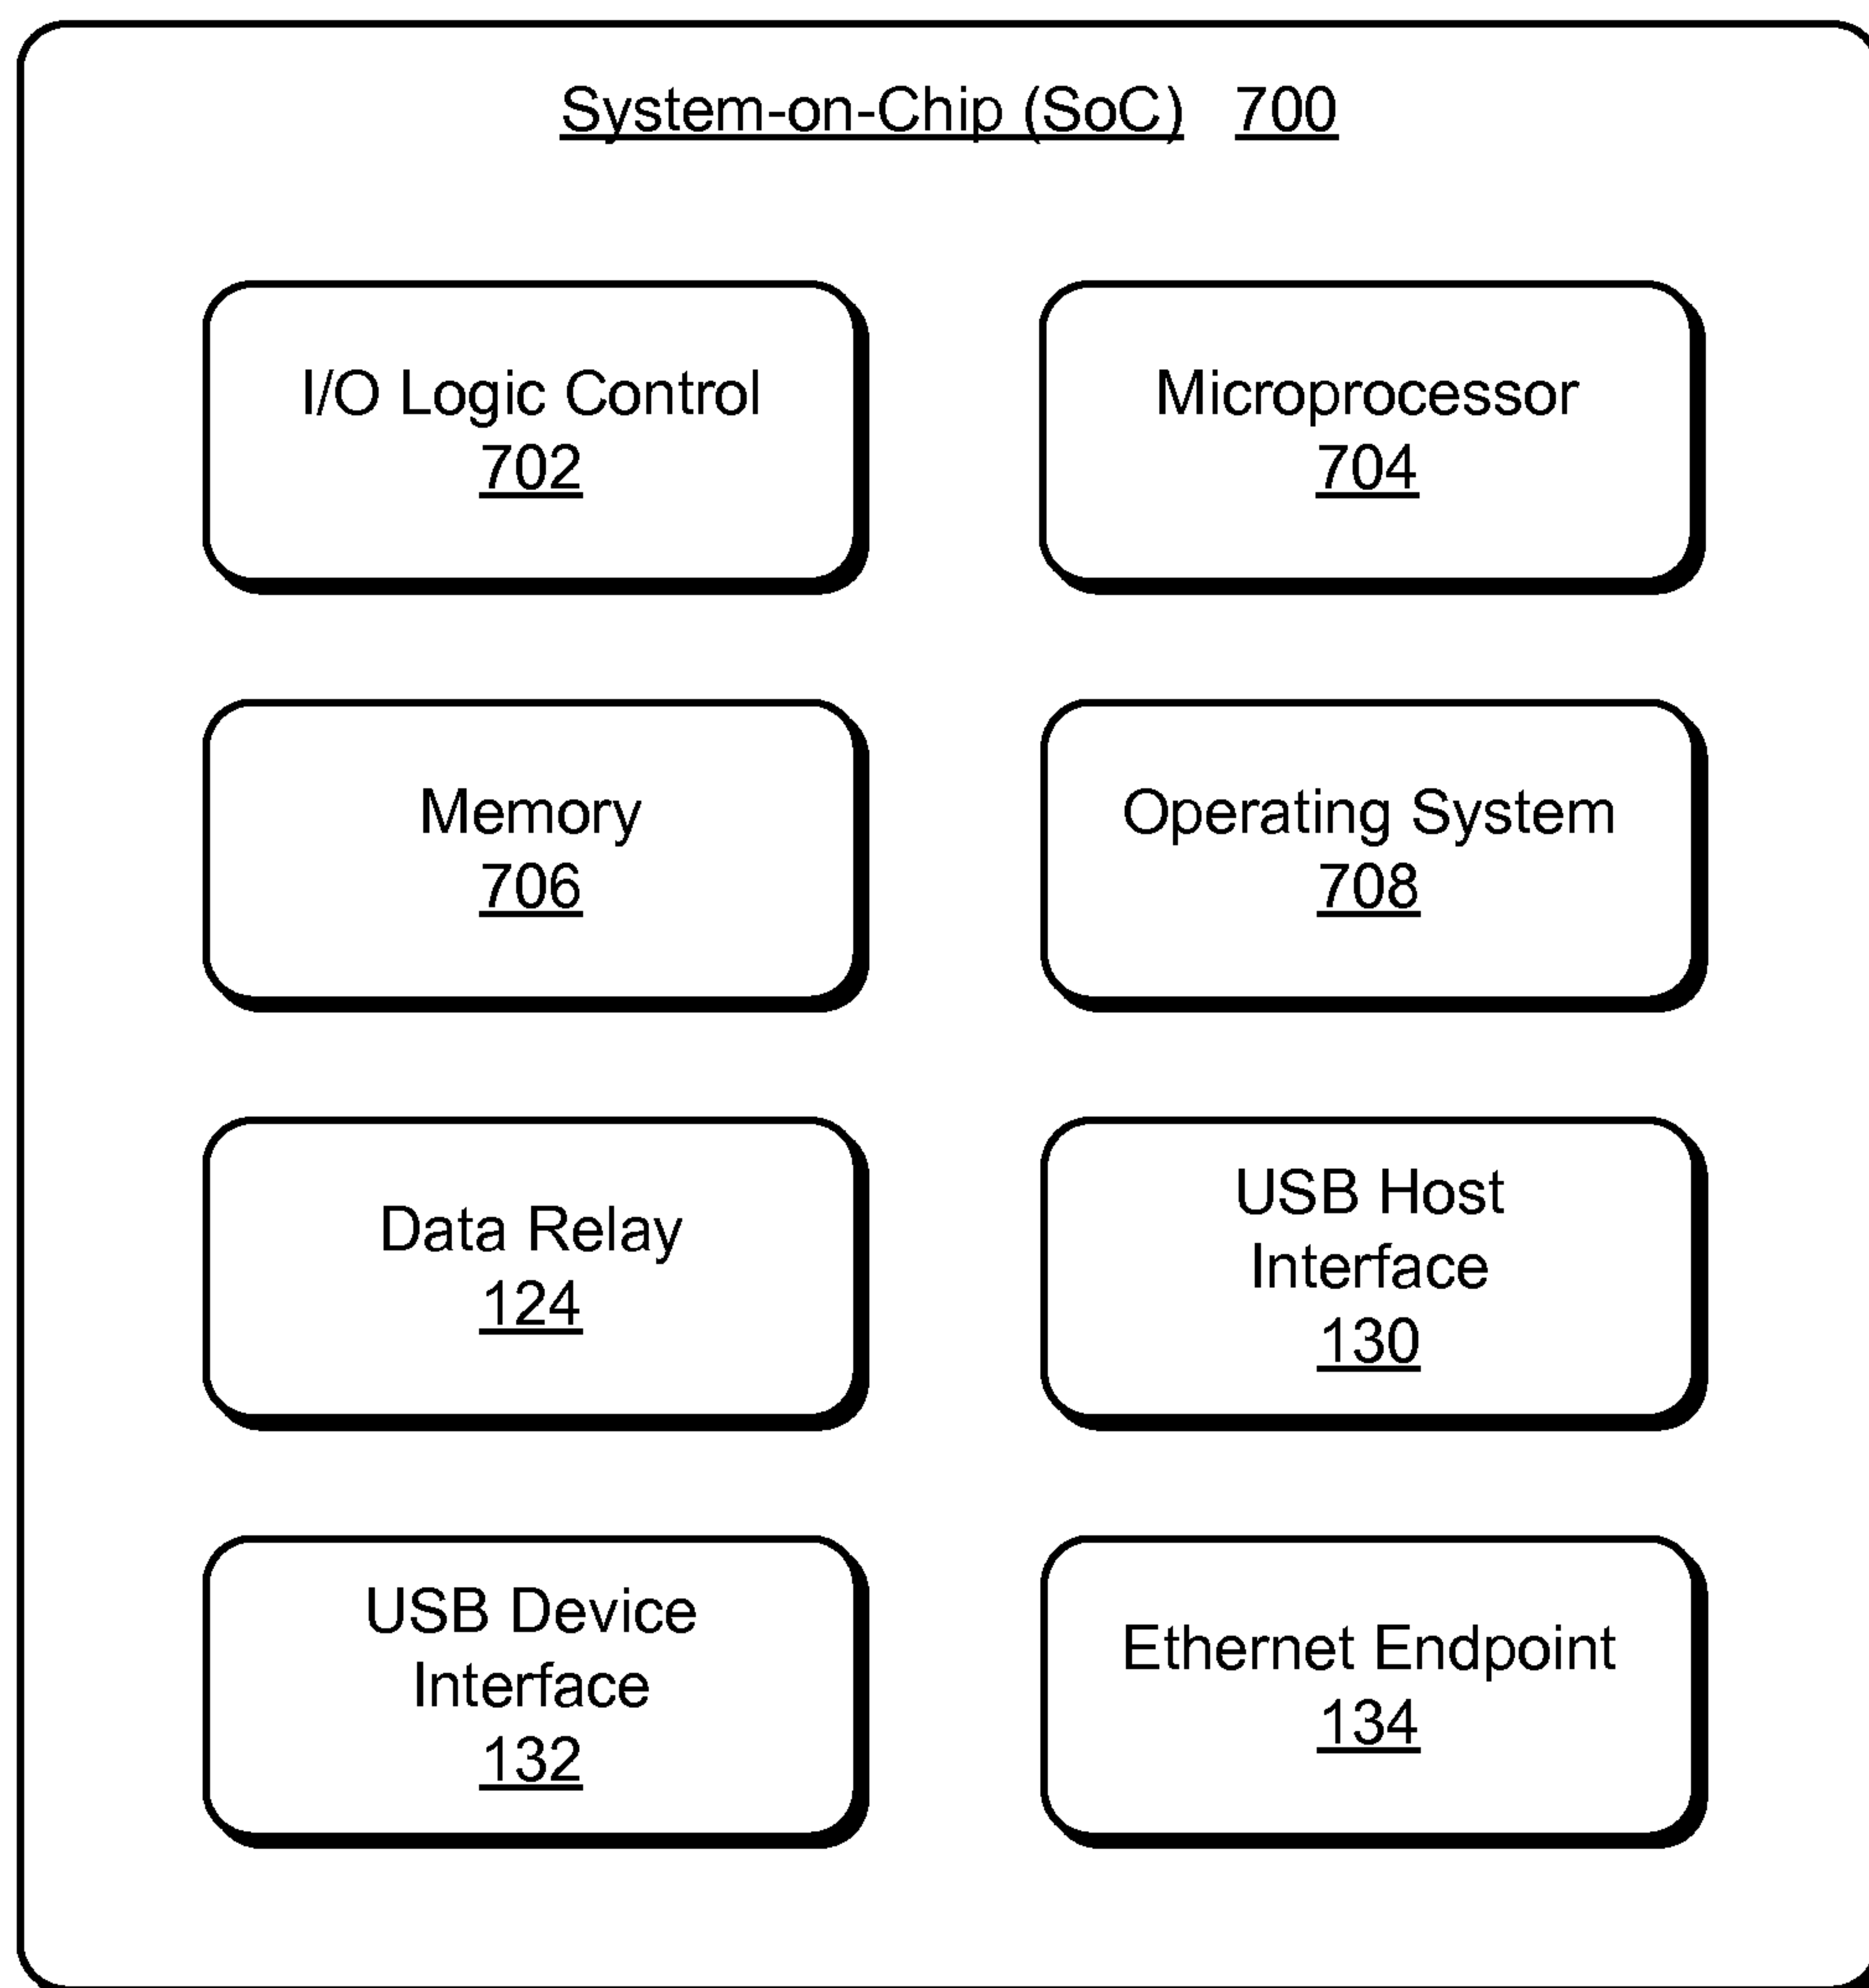 System-on-Chip (SoC) 700
I/O Logic Control
702
Microprocessor
704
Memory
706
Operating System
708
Data Relay
124
USB Host
Interface
130
USB Device
Interface
132
Ethernet Endpoint
134